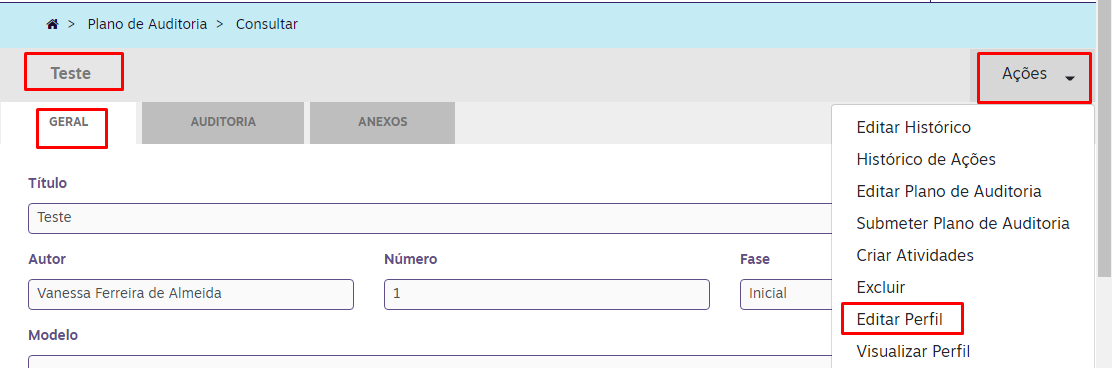 > Plano de Auditoria > Consultar
Teste
Ações
GERAL AUDITORIA ANEXOS
Editar Histórico
Histórico de Ações
Editar Plano de Auditoria
Submeter Plano de Auditoria
Criar Atividades
Excluir
Editar Perfil
Visualizar Perfil
Título
Teste
Autor Número Fase
Vanessa Ferreira de Almeida 1 Inicial
Modelo